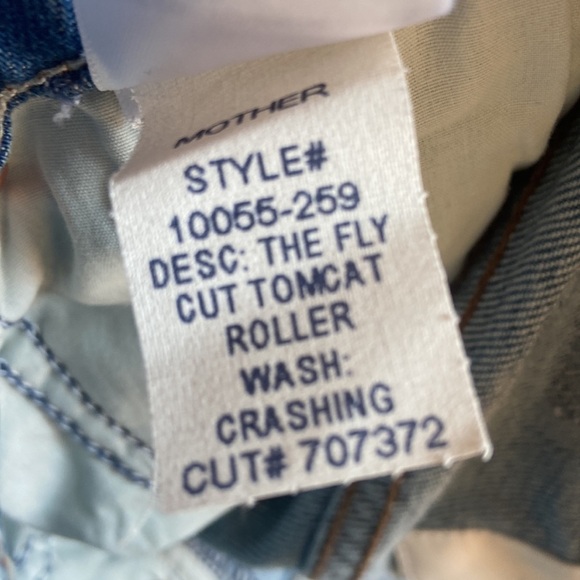 MOTHER
STYLE#
10055-259
DESC: THE FLY
CUT TOMCAT
ROLLER
WASH:
CRASHING
CUT# 707372